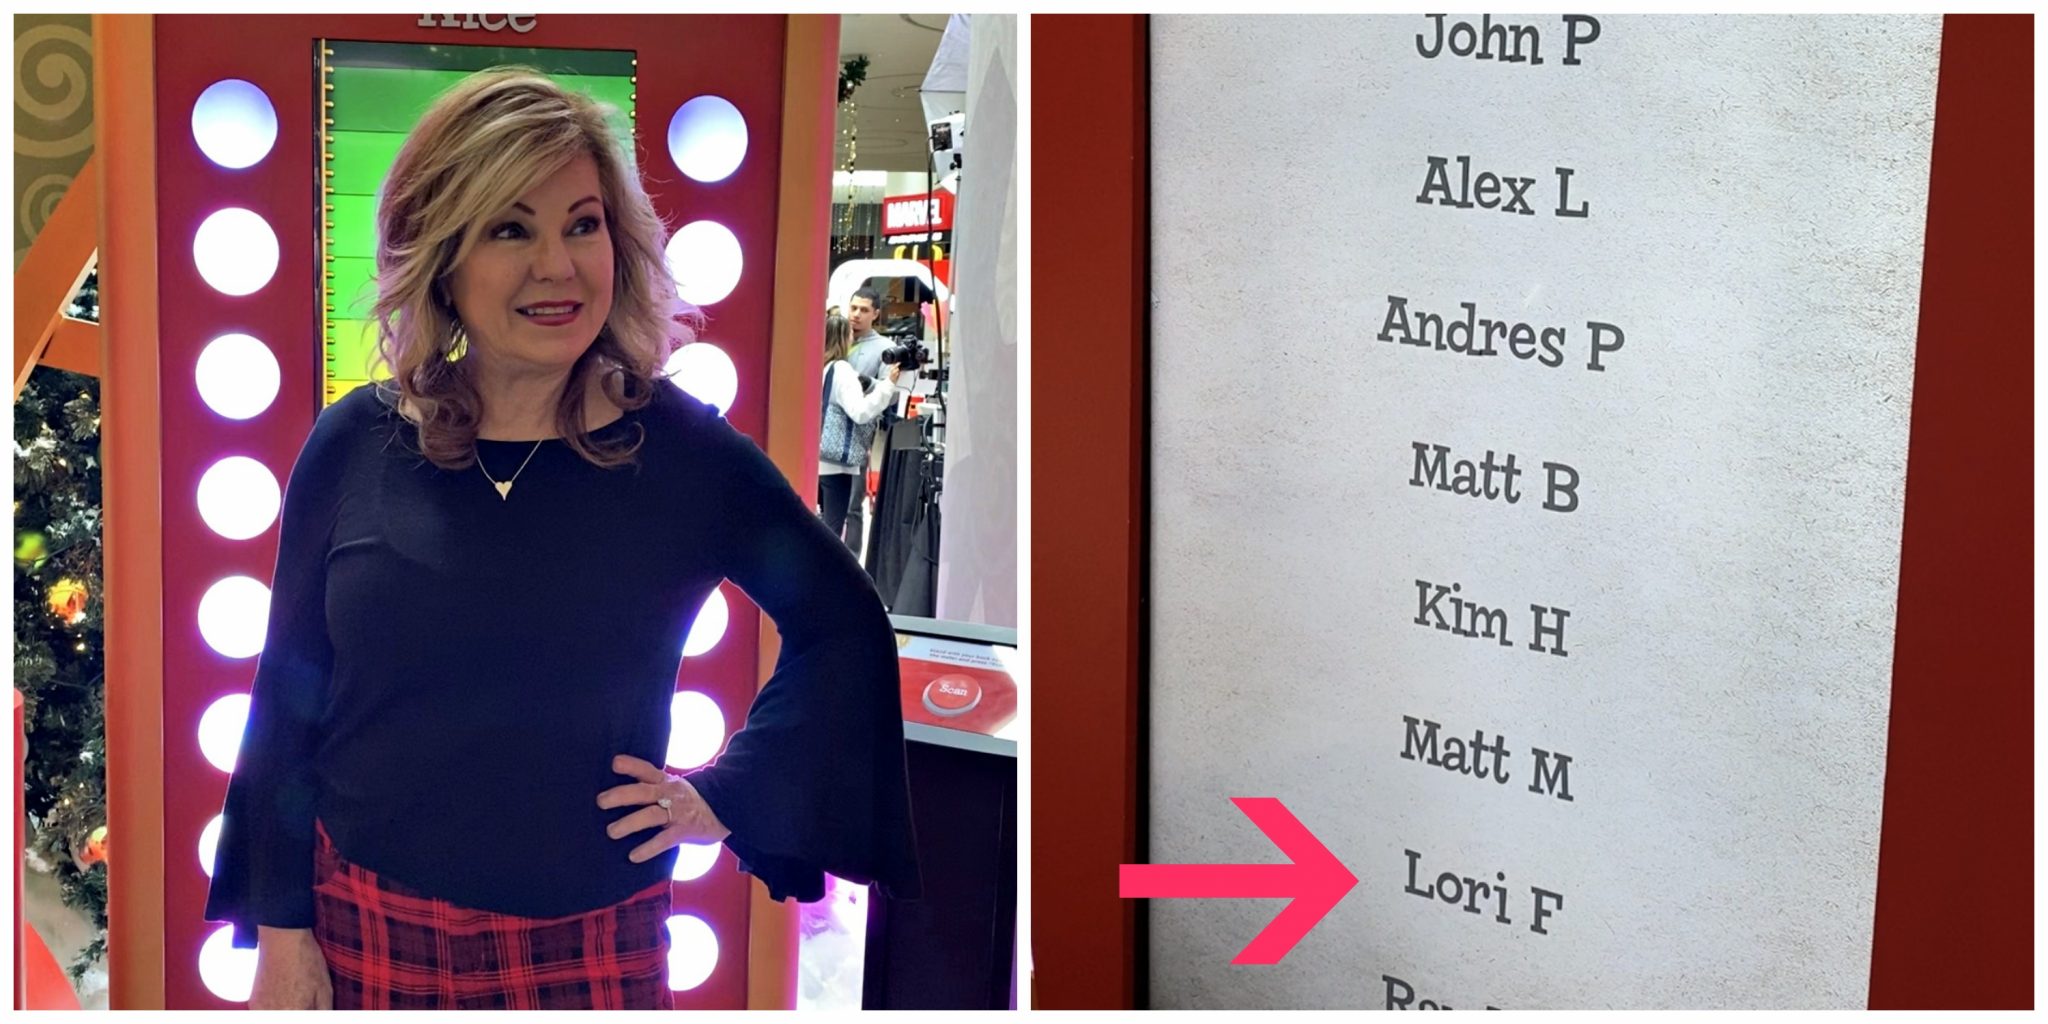 Nice
MARVEL
Scan
John P
Alex L
Andres P
Matt B
Kim H
Matt M
Lori F